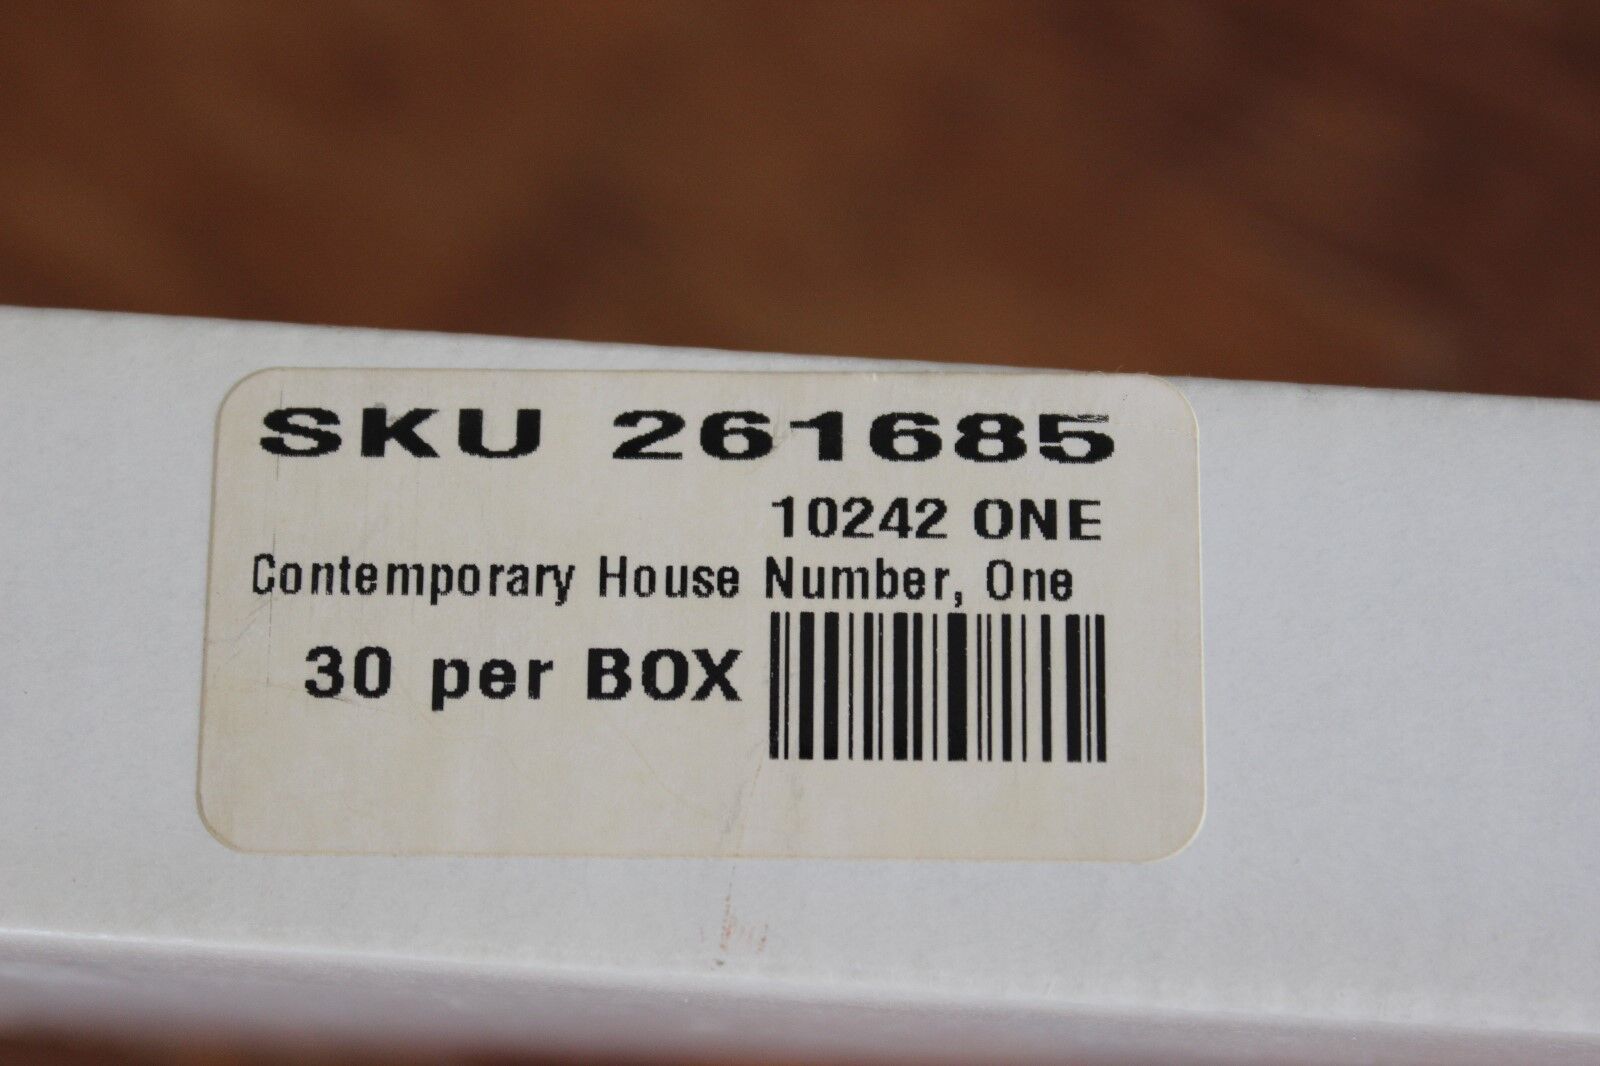 SKU 261685
10242 ONE
Contemporary House Number, One
30 per BOX